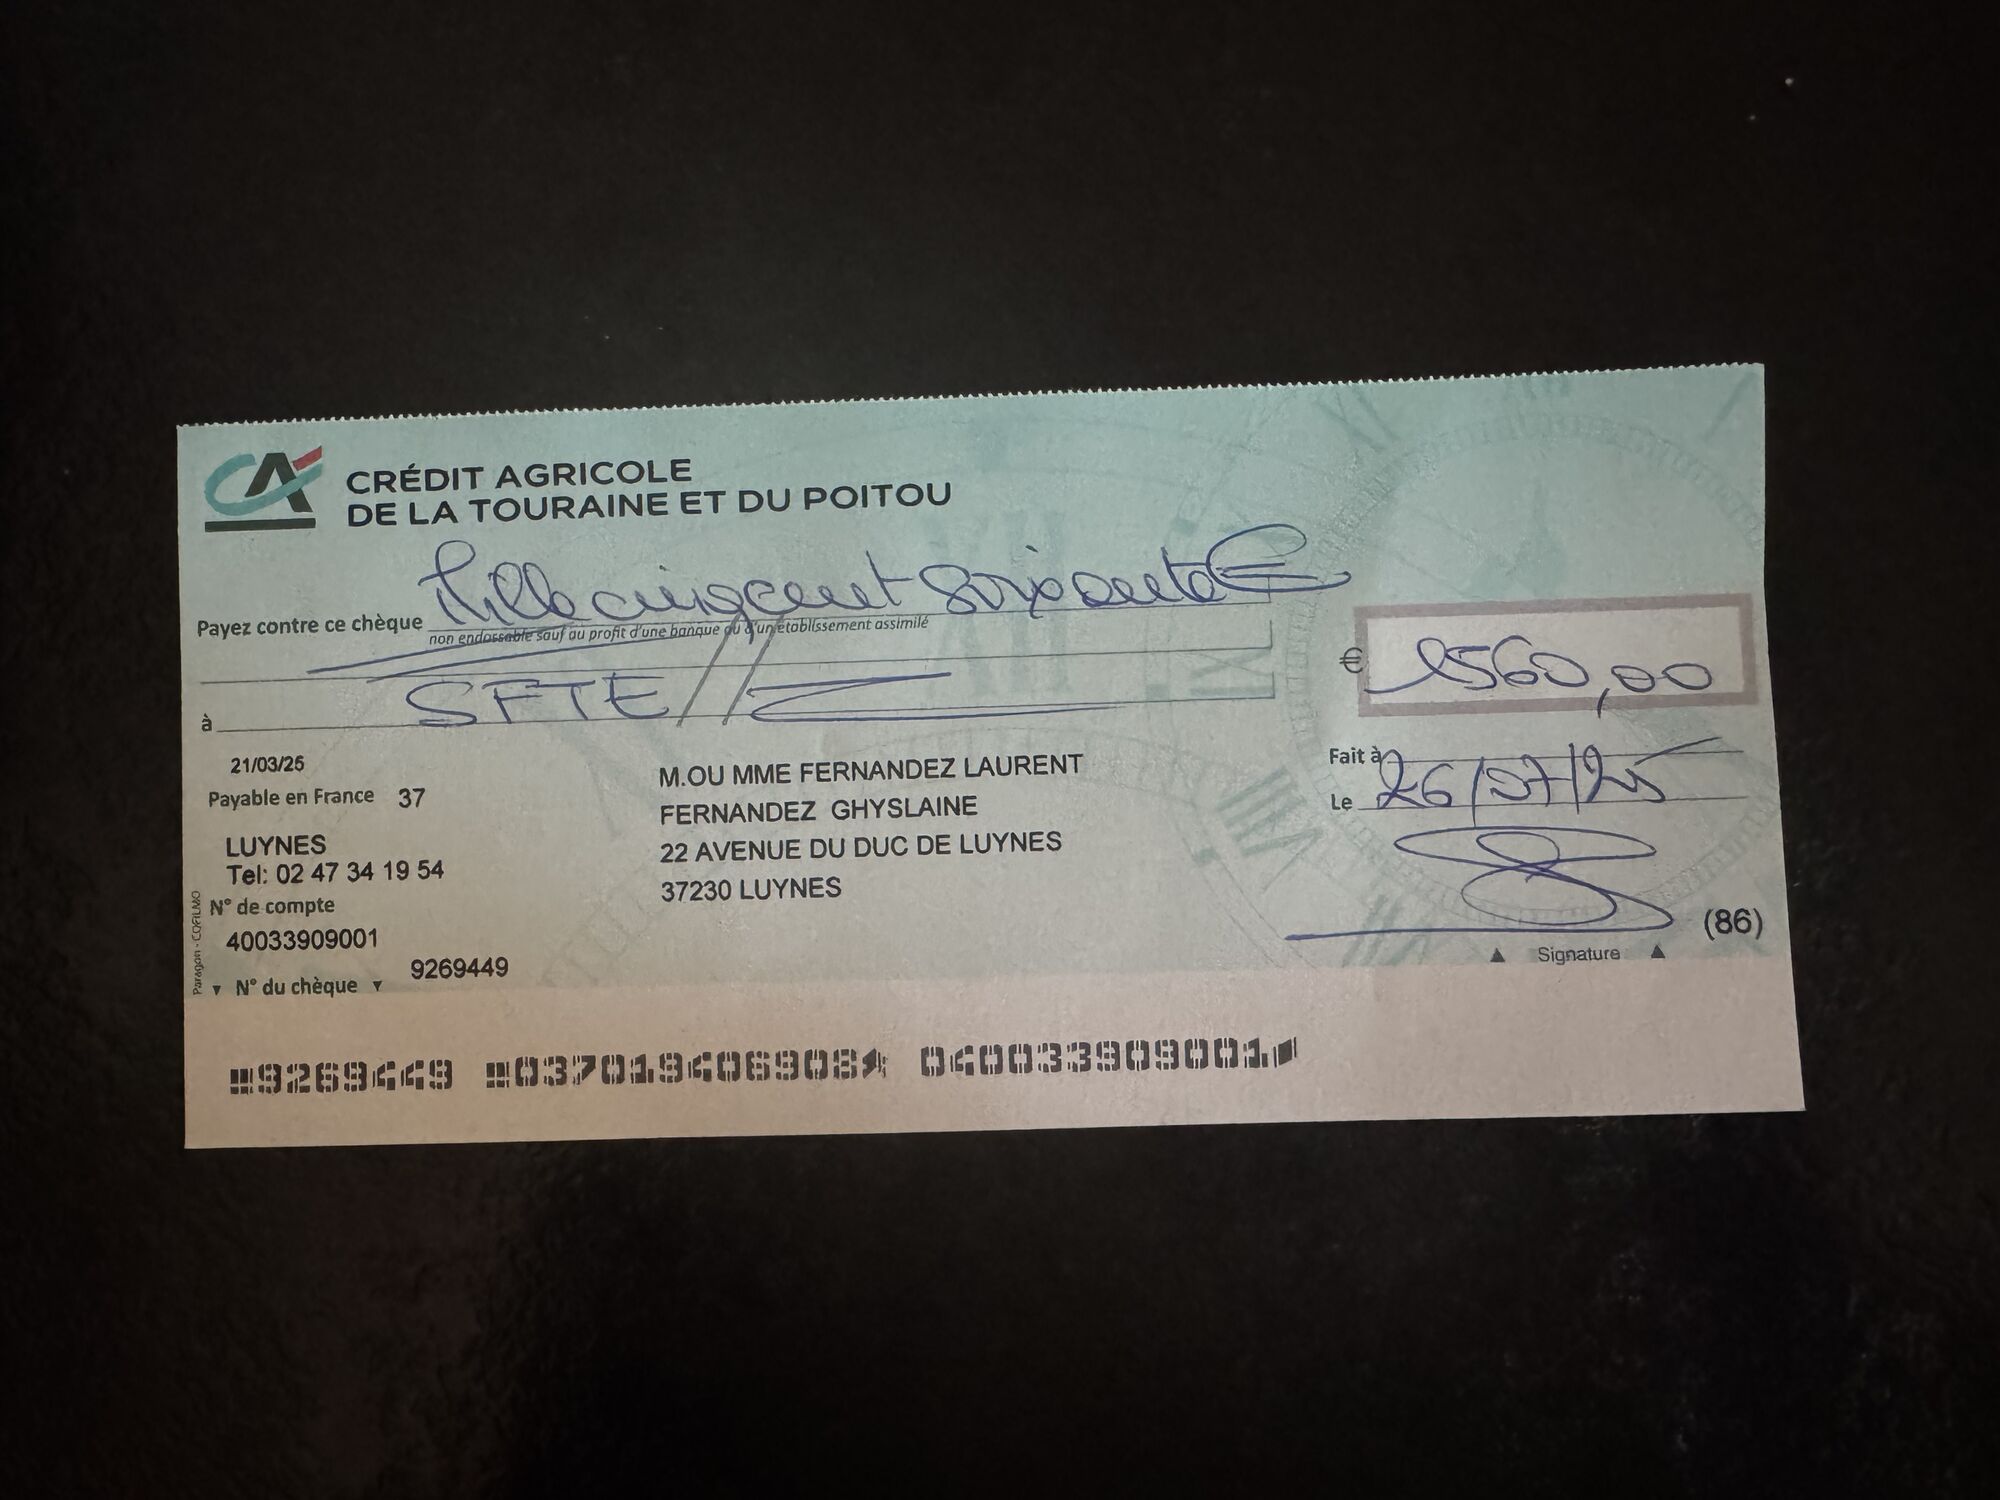 CA CRÉDIT AGRICOLE
DE LA TOURAINE ET DU POITOU
Payez contre ce chèque Mille cinq cent soixante €
non endossable sauf au profit d'une banque ou d'un établissement assimilé
€ 1560,00
à SFTE
21/03/25
Payable en France 37
LUYNES
Tel: 02 47 34 19 54
N° de compte
40033909001
N° du chèque 9269449
M.OU MME FERNANDEZ LAURENT
FERNANDEZ GHYSLAINE
22 AVENUE DU DUC DE LUYNES
37230 LUYNES
Fait à
Le 26/07/25
(86)
▲ Signature ▲
Paragon - COFILMO
9269449 037019406908 040033909001